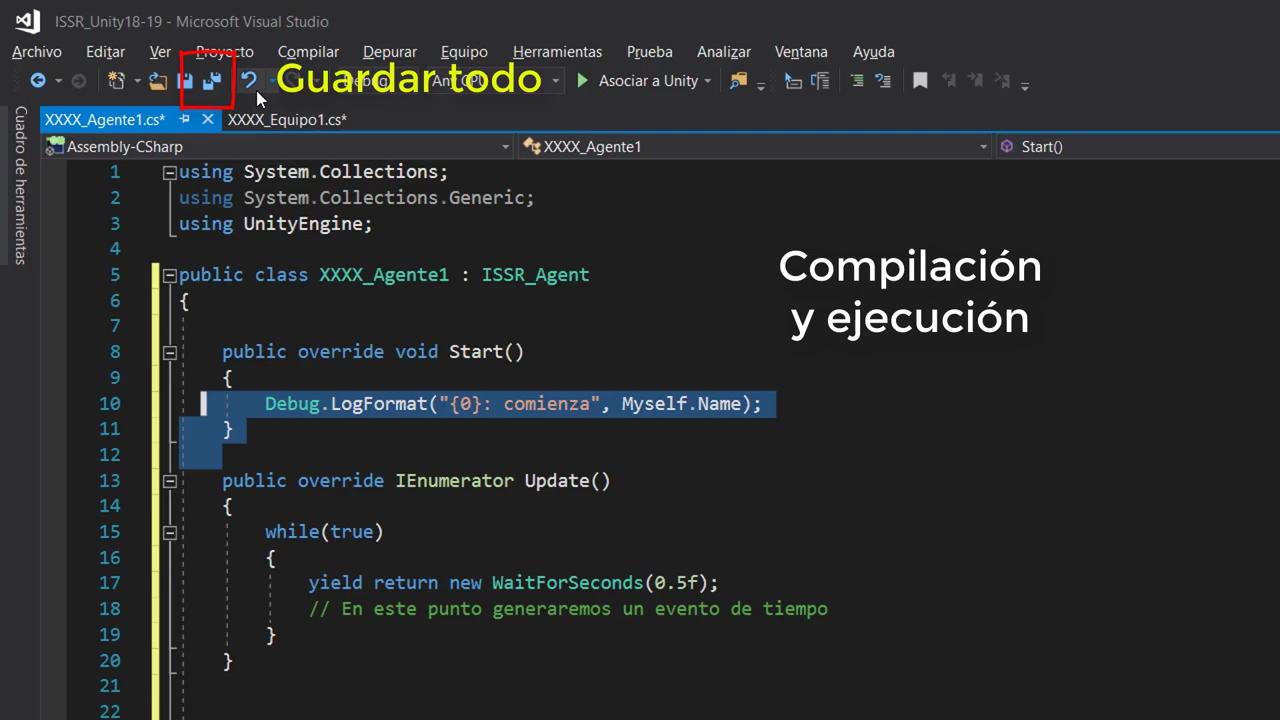 ISSR_Unity18-19 - Microsoft Visual Studio
Archivo Editar Ver Proyecto Compilar Depurar Equipo Herramientas Prueba Analizar Ventana Ayuda
Guardar todo
Asociar a Unity
XXXX_Agente1.cs* XXXX_Equipo1.cs*
Assembly-CSharp XXXX_Agente1 Start()
Cuadro de herramientas
1 using System.Collections;
2 using System.Collections.Generic;
3 using UnityEngine;
4
5 public class XXXX_Agente1 : ISSR_Agent
6 {
7
8 public override void Start()
9 {
10 Debug.LogFormat("{0}: comienza", Myself.Name);
11 }
12
13 public override IEnumerator Update()
14 {
15 while(true)
16 {
17 yield return new WaitForSeconds(0.5f);
18 // En este punto generaremos un evento de tiempo
19 }
20 }
21
22
Compilación
y ejecución